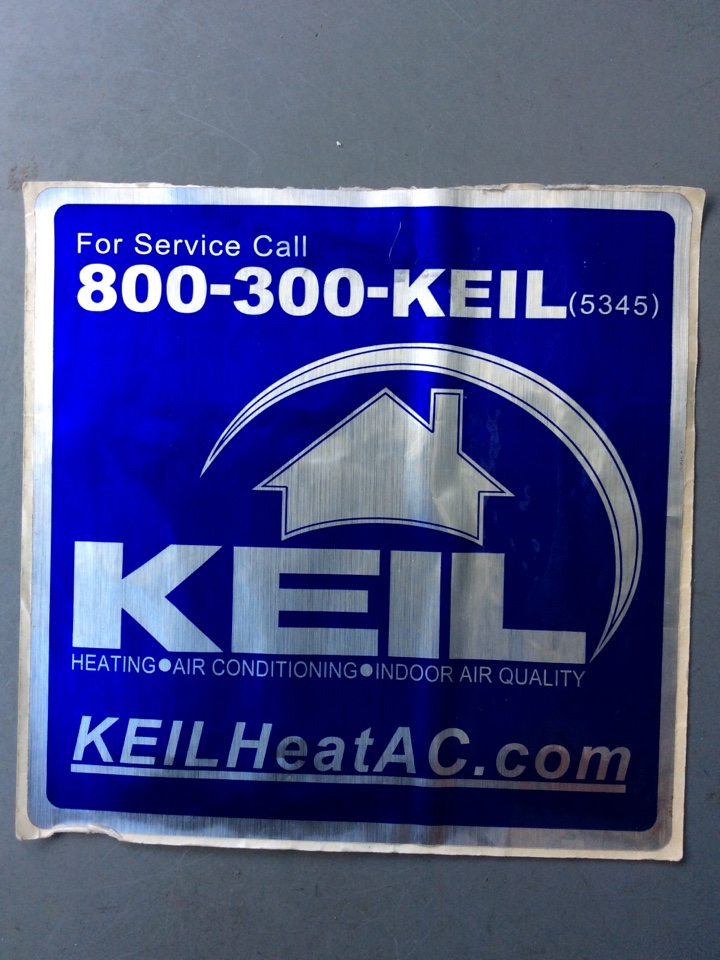 For Service Call
800-300-KEIL(5345)
KEIL
HEATING●AIR CONDITIONING●INDOOR AIR QUALITY
KEILHeatAC.com